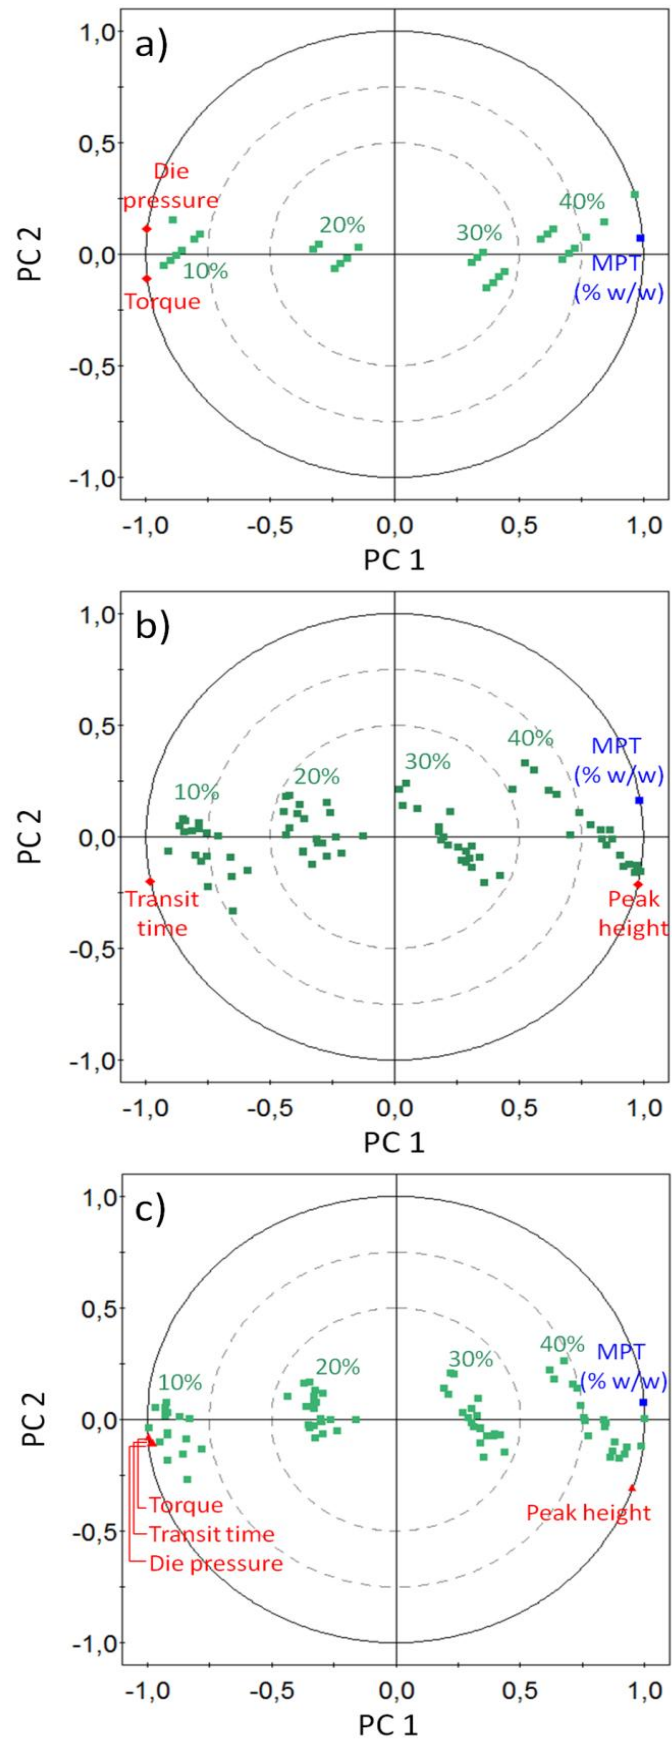 a)
1,0
0,5
0,0
-0,5
-1,0
PC 2
Die
pressure
10%
Torque
20%
30%
40%
MPT
(% w/w)
-1,0 -0,5 0,0 0,5 1,0
PC 1
b)
1,0
0,5
0,0
-0,5
-1,0
PC 2
10%
20%
30%
40%
MPT
(% w/w)
Transit
time
Peak
height
-1,0 -0,5 0,0 0,5 1,0
PC 1
c)
1,0
0,5
0,0
-0,5
-1,0
PC 2
10%
20%
30%
40%
MPT
(% w/w)
Torque
Transit time
Die pressure
Peak height
-1,0 -0,5 0,0 0,5 1,0
PC 1